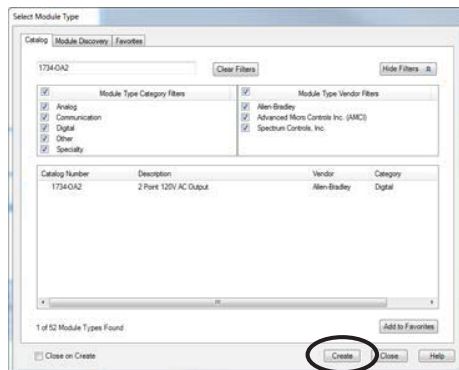 Select Module Type
Catalog Module Discovery Favorites
1734-OA2 Clear Filters Hide Filters
Module Type Category Filters Module Type Vendor Filters
Analog Allen-Bradley
Communication Advanced Micro Controls Inc. (AMCI)
Digital Spectrum Controls, Inc.
Other
Specialty
Catalog Number Description Vendor Category
1734-OA2 2 Point 120V AC Output Allen-Bradley Digital
1 of 52 Module Types Found Add to Favorites
Close on Create Create Close Help